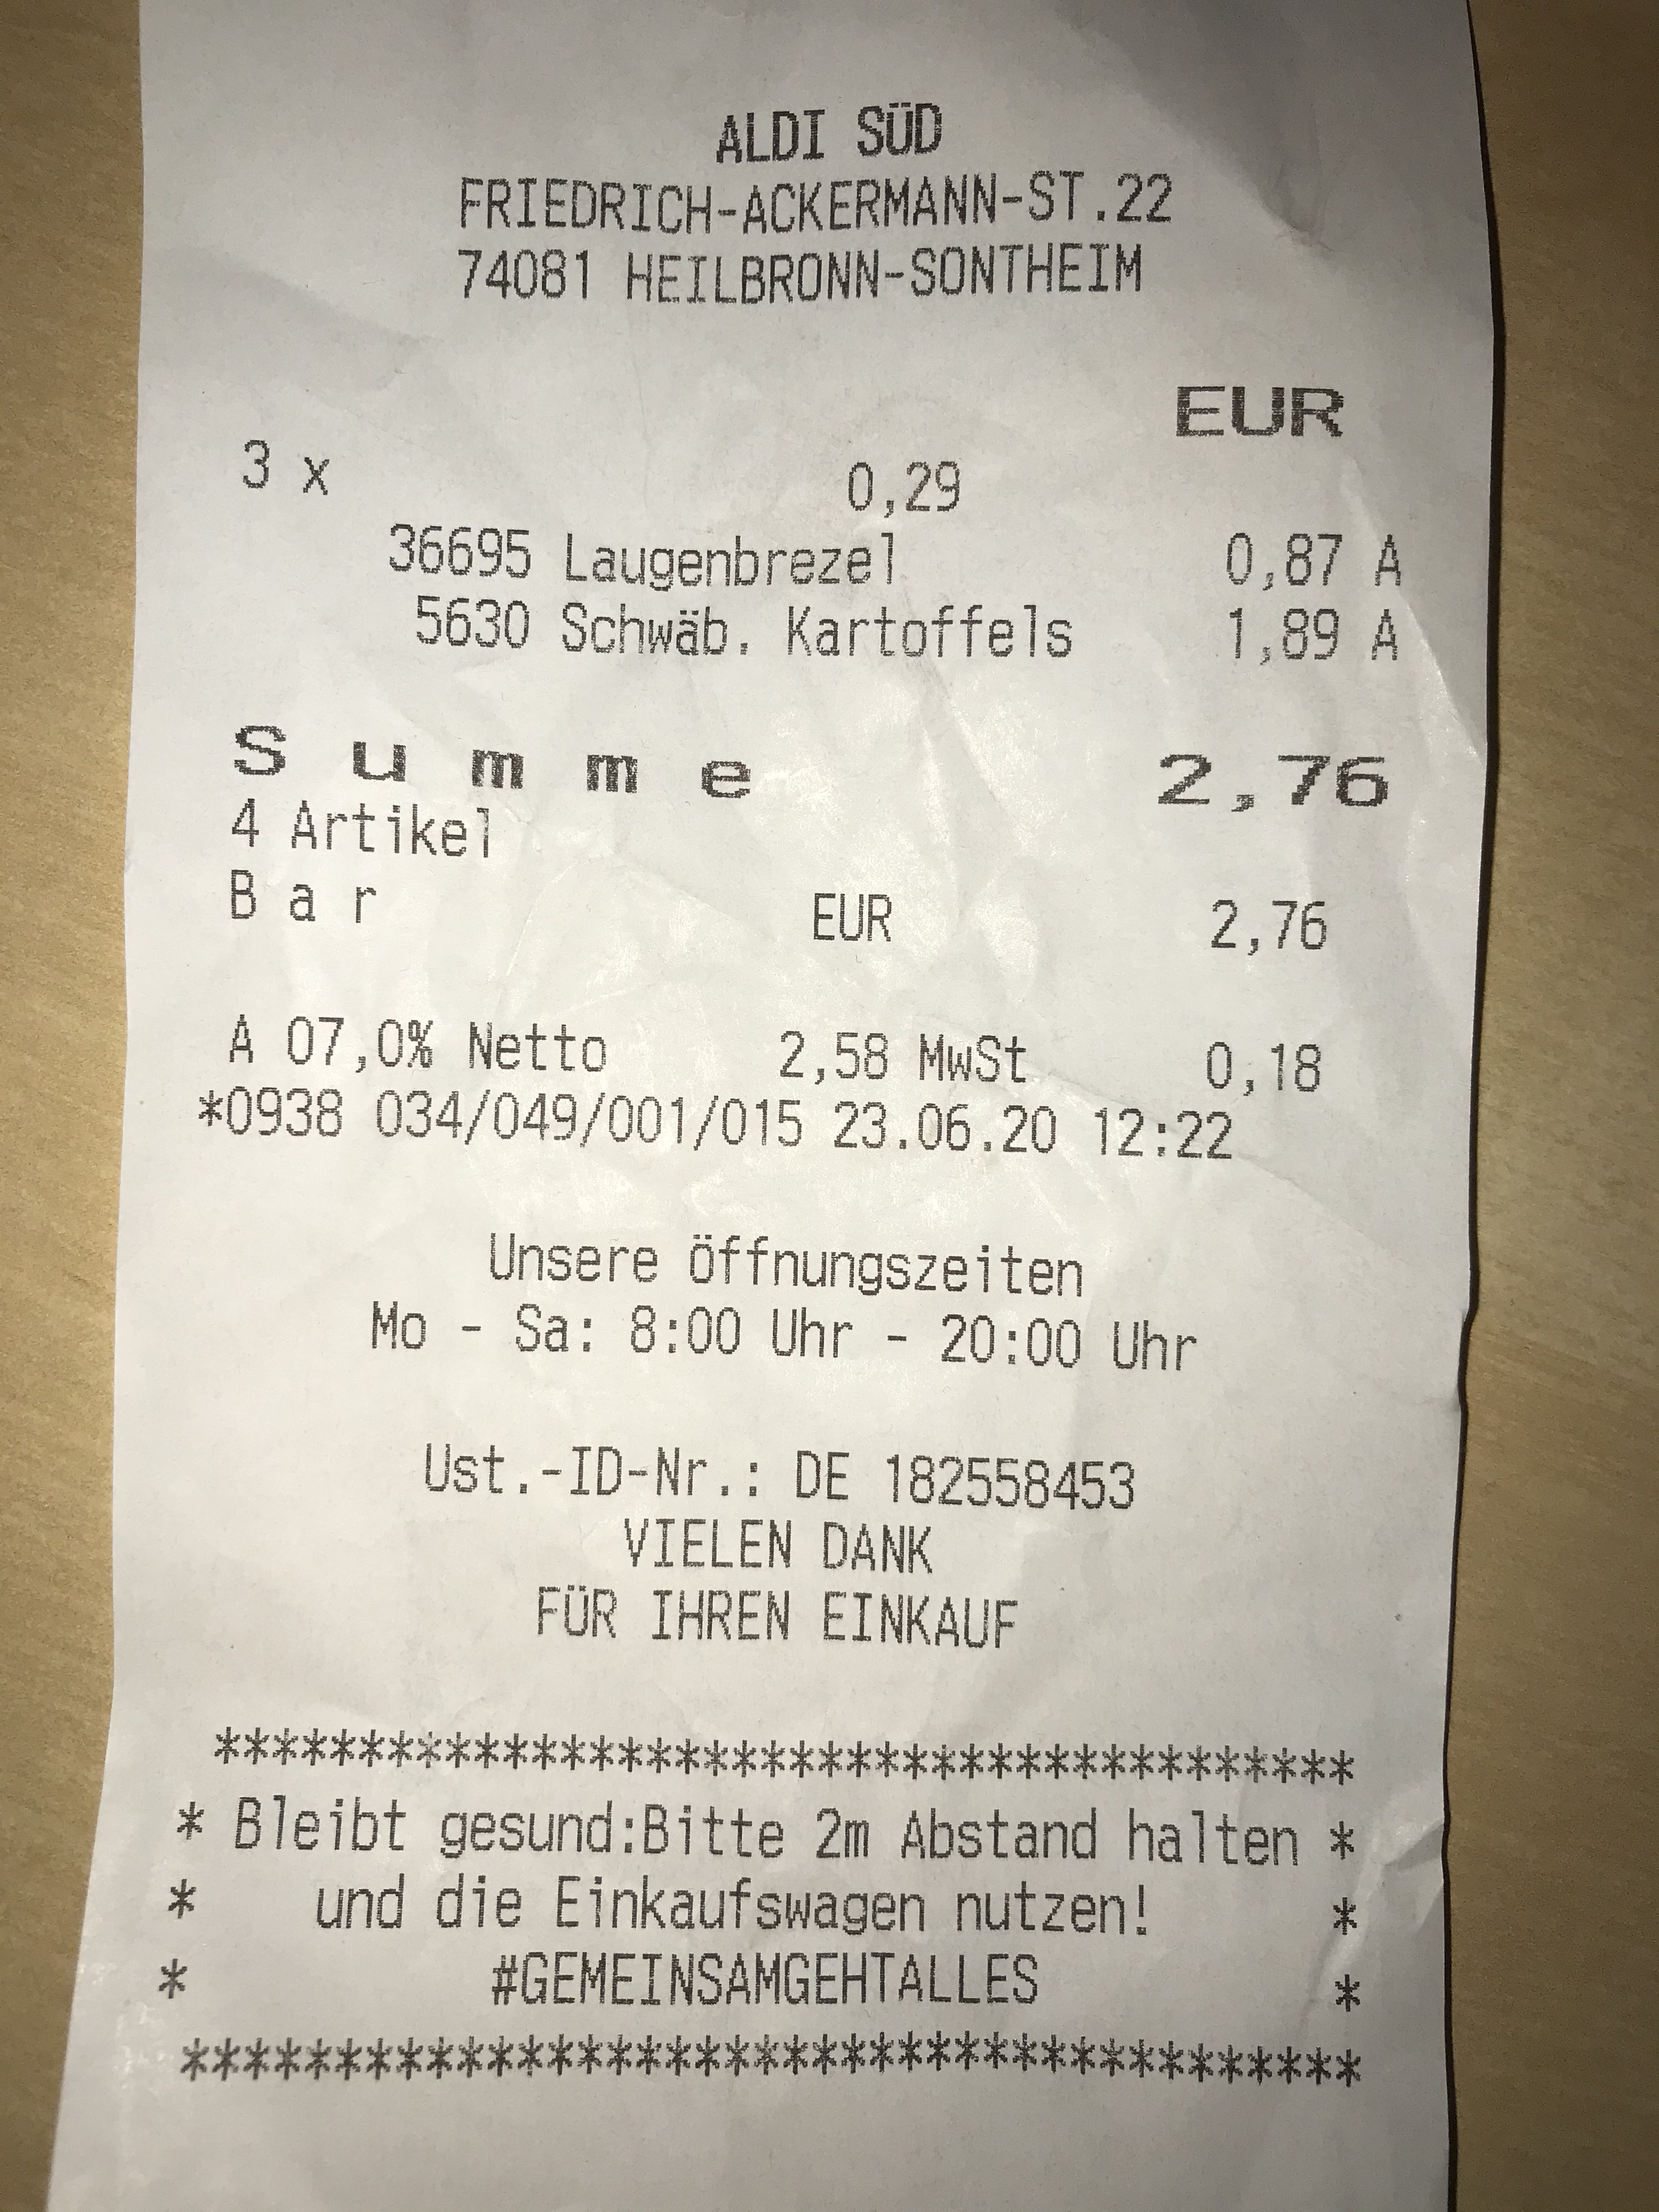 ALDI SÜD
FRIEDRICH-ACKERMANN-ST.22
74081 HEILBRONN-SONTHEIM
EUR
3 x 0,29
36695 Laugenbrezel 0,87 A
5630 Schwäb. Kartoffels 1,89 A
S u m m e 2,76
4 Artikel
B a r EUR 2,76
A 07,0% Netto 2,58 MwSt 0,18
*0938 034/049/001/015 23.06.20 12:22
Unsere Öffnungszeiten
Mo - Sa: 8:00 Uhr - 20:00 Uhr
Ust.-ID-Nr.: DE 182558453
VIELEN DANK
FÜR IHREN EINKAUF
****************************************
* Bleibt gesund:Bitte 2m Abstand halten *
* und die Einkaufswagen nutzen! *
* #GEMEINSAMGEHTALLES *
****************************************